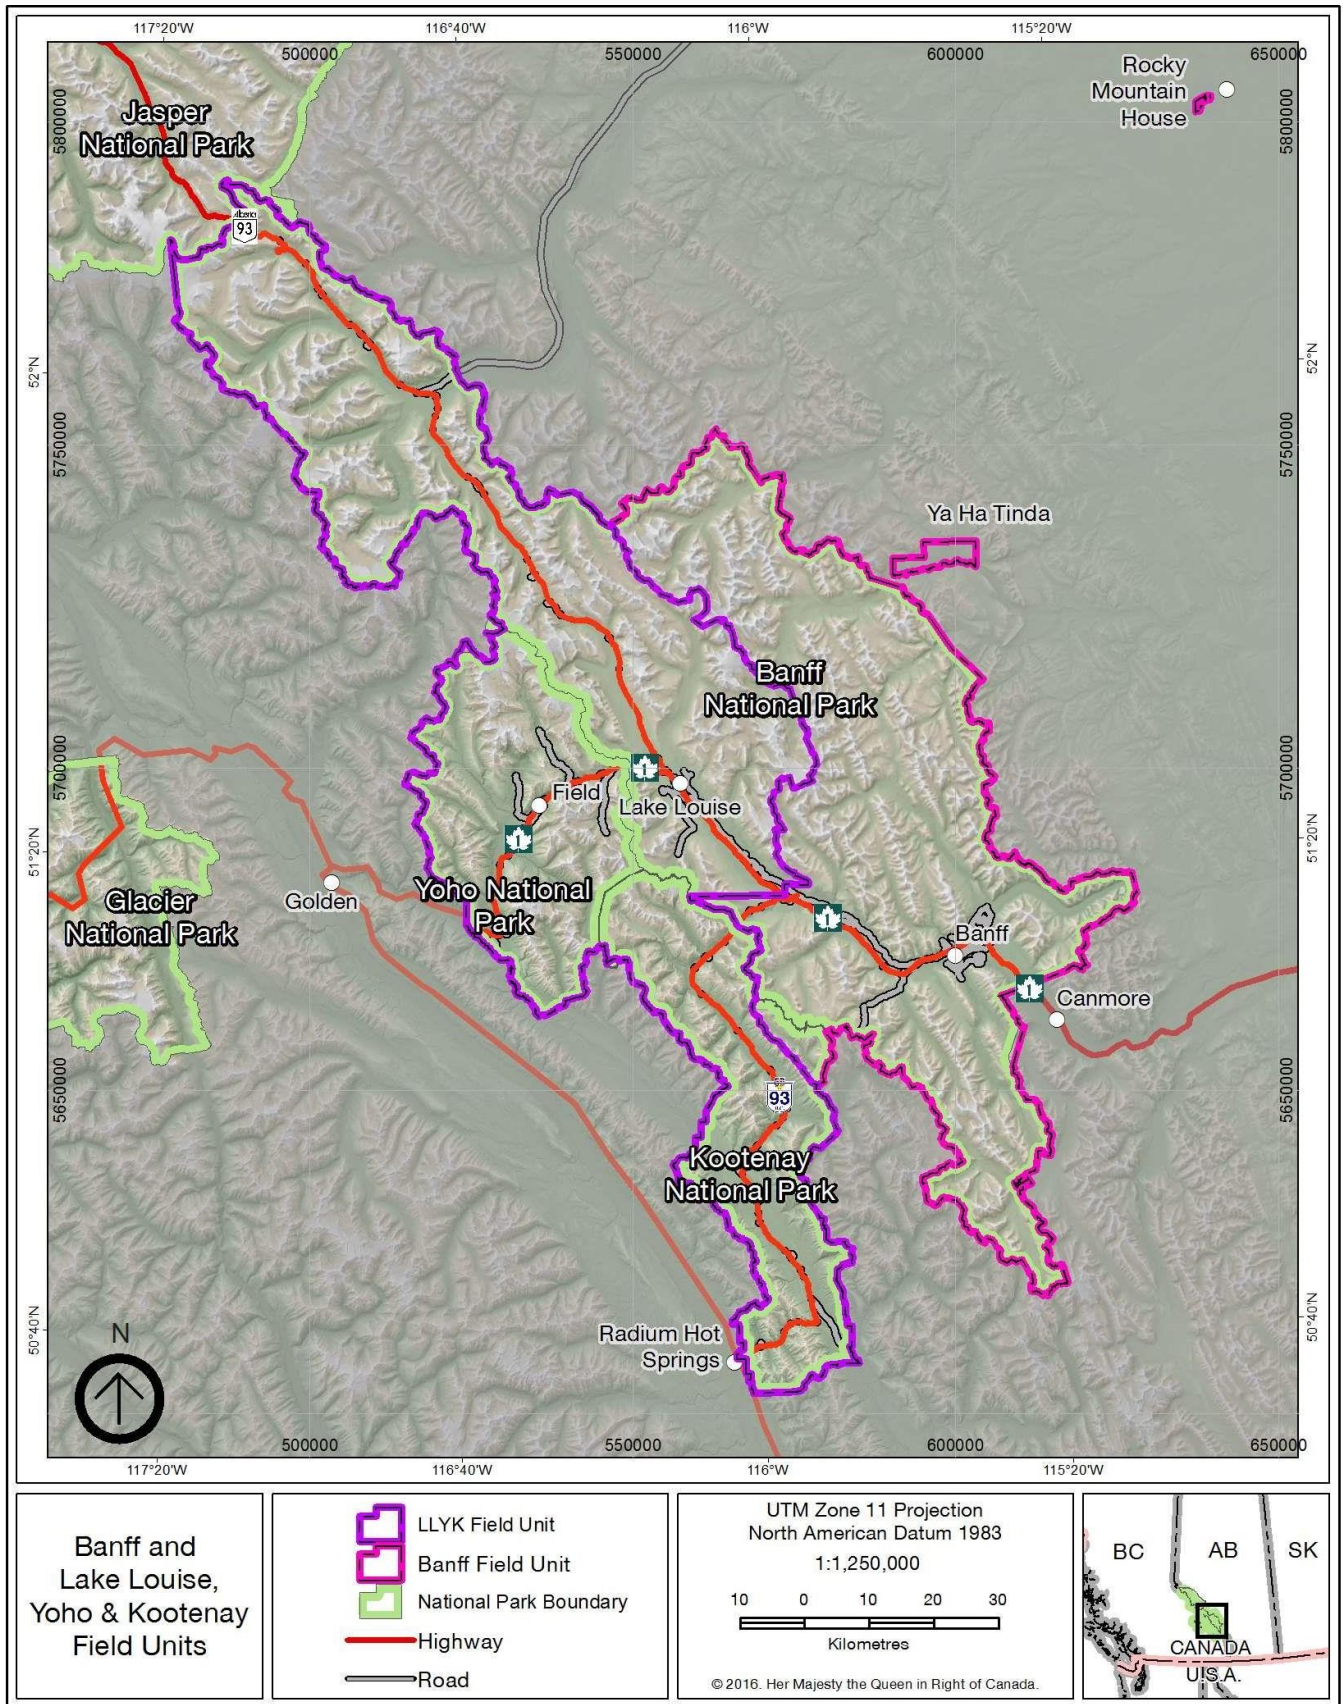 117°20'W 116°40'W 116°W 115°20'W
500000 550000 600000 650000
Rocky
Mountain
House
5800000
5800000
Jasper
National Park
Alberta
93
52°N
52°N
5750000
5750000
Ya Ha Tinda
Banff
National Park
5700000
5700000
1
Field
Lake Louise
1
51°20'N
51°20'N
Golden
Yoho National
Park
Glacier
National Park
1
Banff
1
Canmore
5650000
5650000
93
Kootenay
National Park
50°40'N
50°40'N
Radium Hot
Springs
N
500000 550000 600000 650000
117°20'W 116°40'W 116°W 115°20'W
Banff and
Lake Louise,
Yoho & Kootenay
Field Units
LLYK Field Unit
Banff Field Unit
National Park Boundary
Highway
Road
UTM Zone 11 Projection
North American Datum 1983
1:1,250,000
10 0 10 20 30
Kilometres
© 2016. Her Majesty the Queen in Right of Canada.
BC AB SK
CANADA
U.S.A.